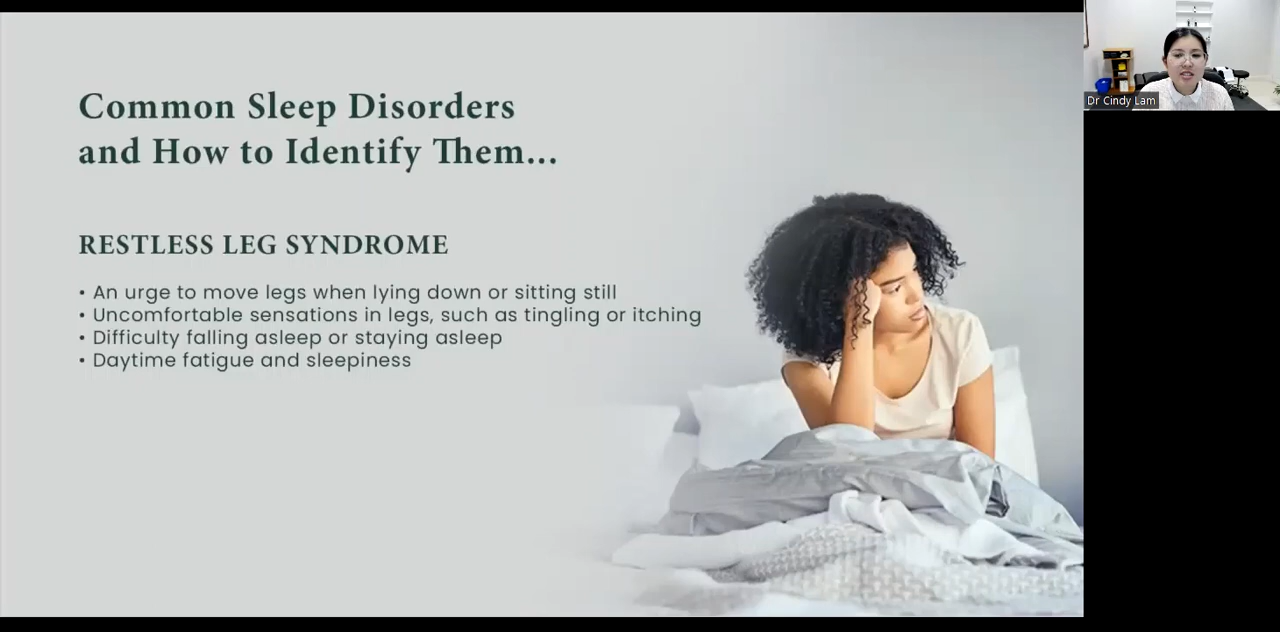 Common Sleep Disorders
and How to Identify Them...
RESTLESS LEG SYNDROME
• An urge to move legs when lying down or sitting still
• Uncomfortable sensations in legs, such as tingling or itching
• Difficulty falling asleep or staying asleep
• Daytime fatigue and sleepiness
Dr Cindy Lam